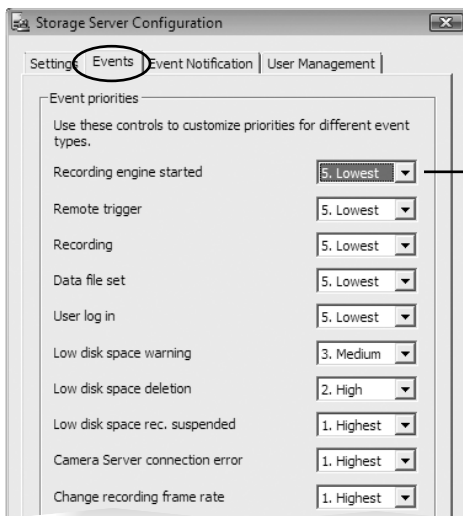 Storage Server Configuration
Settings Events Event Notification User Management
Event priorities
Use these controls to customize priorities for different event
types.
Recording engine started 5. Lowest
Remote trigger 5. Lowest
Recording 5. Lowest
Data file set 5. Lowest
User log in 5. Lowest
Low disk space warning 3. Medium
Low disk space deletion 2. High
Low disk space rec. suspended 1. Highest
Camera Server connection error 1. Highest
Change recording frame rate 1. Highest